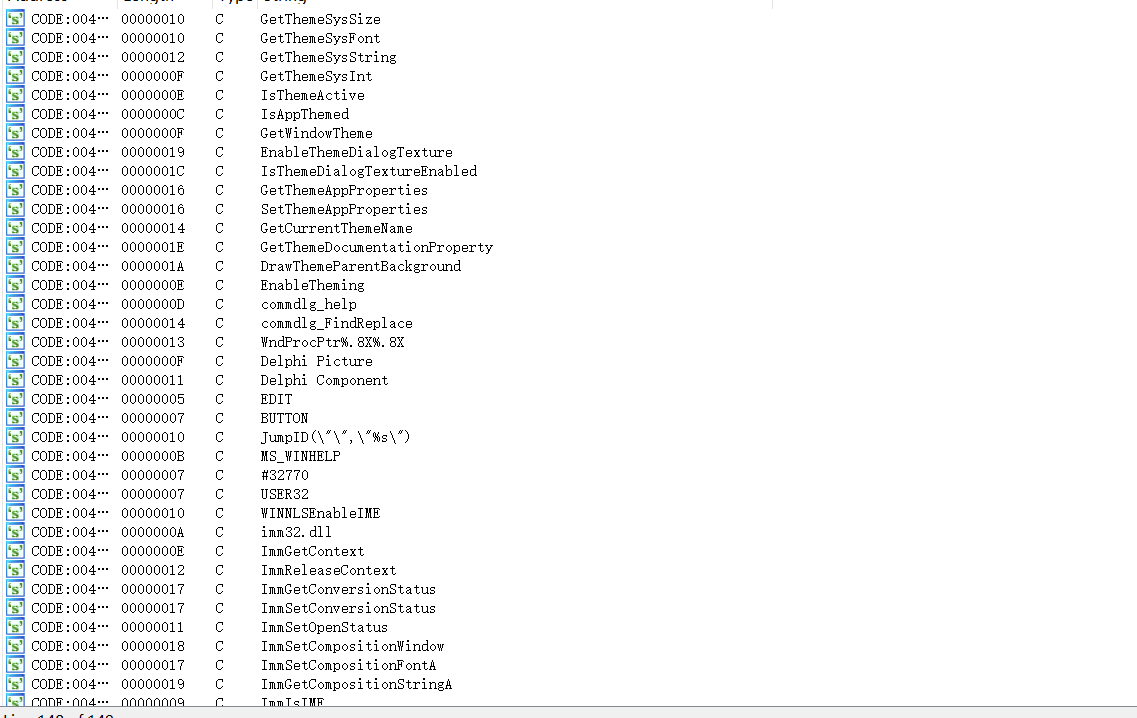 Address Length Type String
CODE:004… 00000010 C GetThemeSysSize
CODE:004… 00000010 C GetThemeSysFont
CODE:004… 00000012 C GetThemeSysString
CODE:004… 0000000F C GetThemeSysInt
CODE:004… 0000000E C IsThemeActive
CODE:004… 0000000C C IsAppThemed
CODE:004… 0000000F C GetWindowTheme
CODE:004… 00000019 C EnableThemeDialogTexture
CODE:004… 0000001C C IsThemeDialogTextureEnabled
CODE:004… 00000016 C GetThemeAppProperties
CODE:004… 00000016 C SetThemeAppProperties
CODE:004… 00000014 C GetCurrentThemeName
CODE:004… 0000001E C GetThemeDocumentationProperty
CODE:004… 0000001A C DrawThemeParentBackground
CODE:004… 0000000E C EnableTheming
CODE:004… 0000000D C commdlg_help
CODE:004… 00000014 C commdlg_FindReplace
CODE:004… 00000013 C WndProcPtr%.8X%.8X
CODE:004… 0000000F C Delphi Picture
CODE:004… 00000011 C Delphi Component
CODE:004… 00000005 C EDIT
CODE:004… 00000007 C BUTTON
CODE:004… 00000010 C JumpID(\"\",\"%s\")
CODE:004… 0000000B C MS_WINHELP
CODE:004… 00000007 C #32770
CODE:004… 00000007 C USER32
CODE:004… 00000010 C WINNLSEnableIME
CODE:004… 0000000A C imm32.dll
CODE:004… 0000000E C ImmGetContext
CODE:004… 00000012 C ImmReleaseContext
CODE:004… 00000017 C ImmGetConversionStatus
CODE:004… 00000017 C ImmSetConversionStatus
CODE:004… 00000011 C ImmSetOpenStatus
CODE:004… 00000018 C ImmSetCompositionWindow
CODE:004… 00000017 C ImmSetCompositionFontA
CODE:004… 00000019 C ImmGetCompositionStringA
CODE:004… 00000009 C ImmIsIME
Line 140 of 140